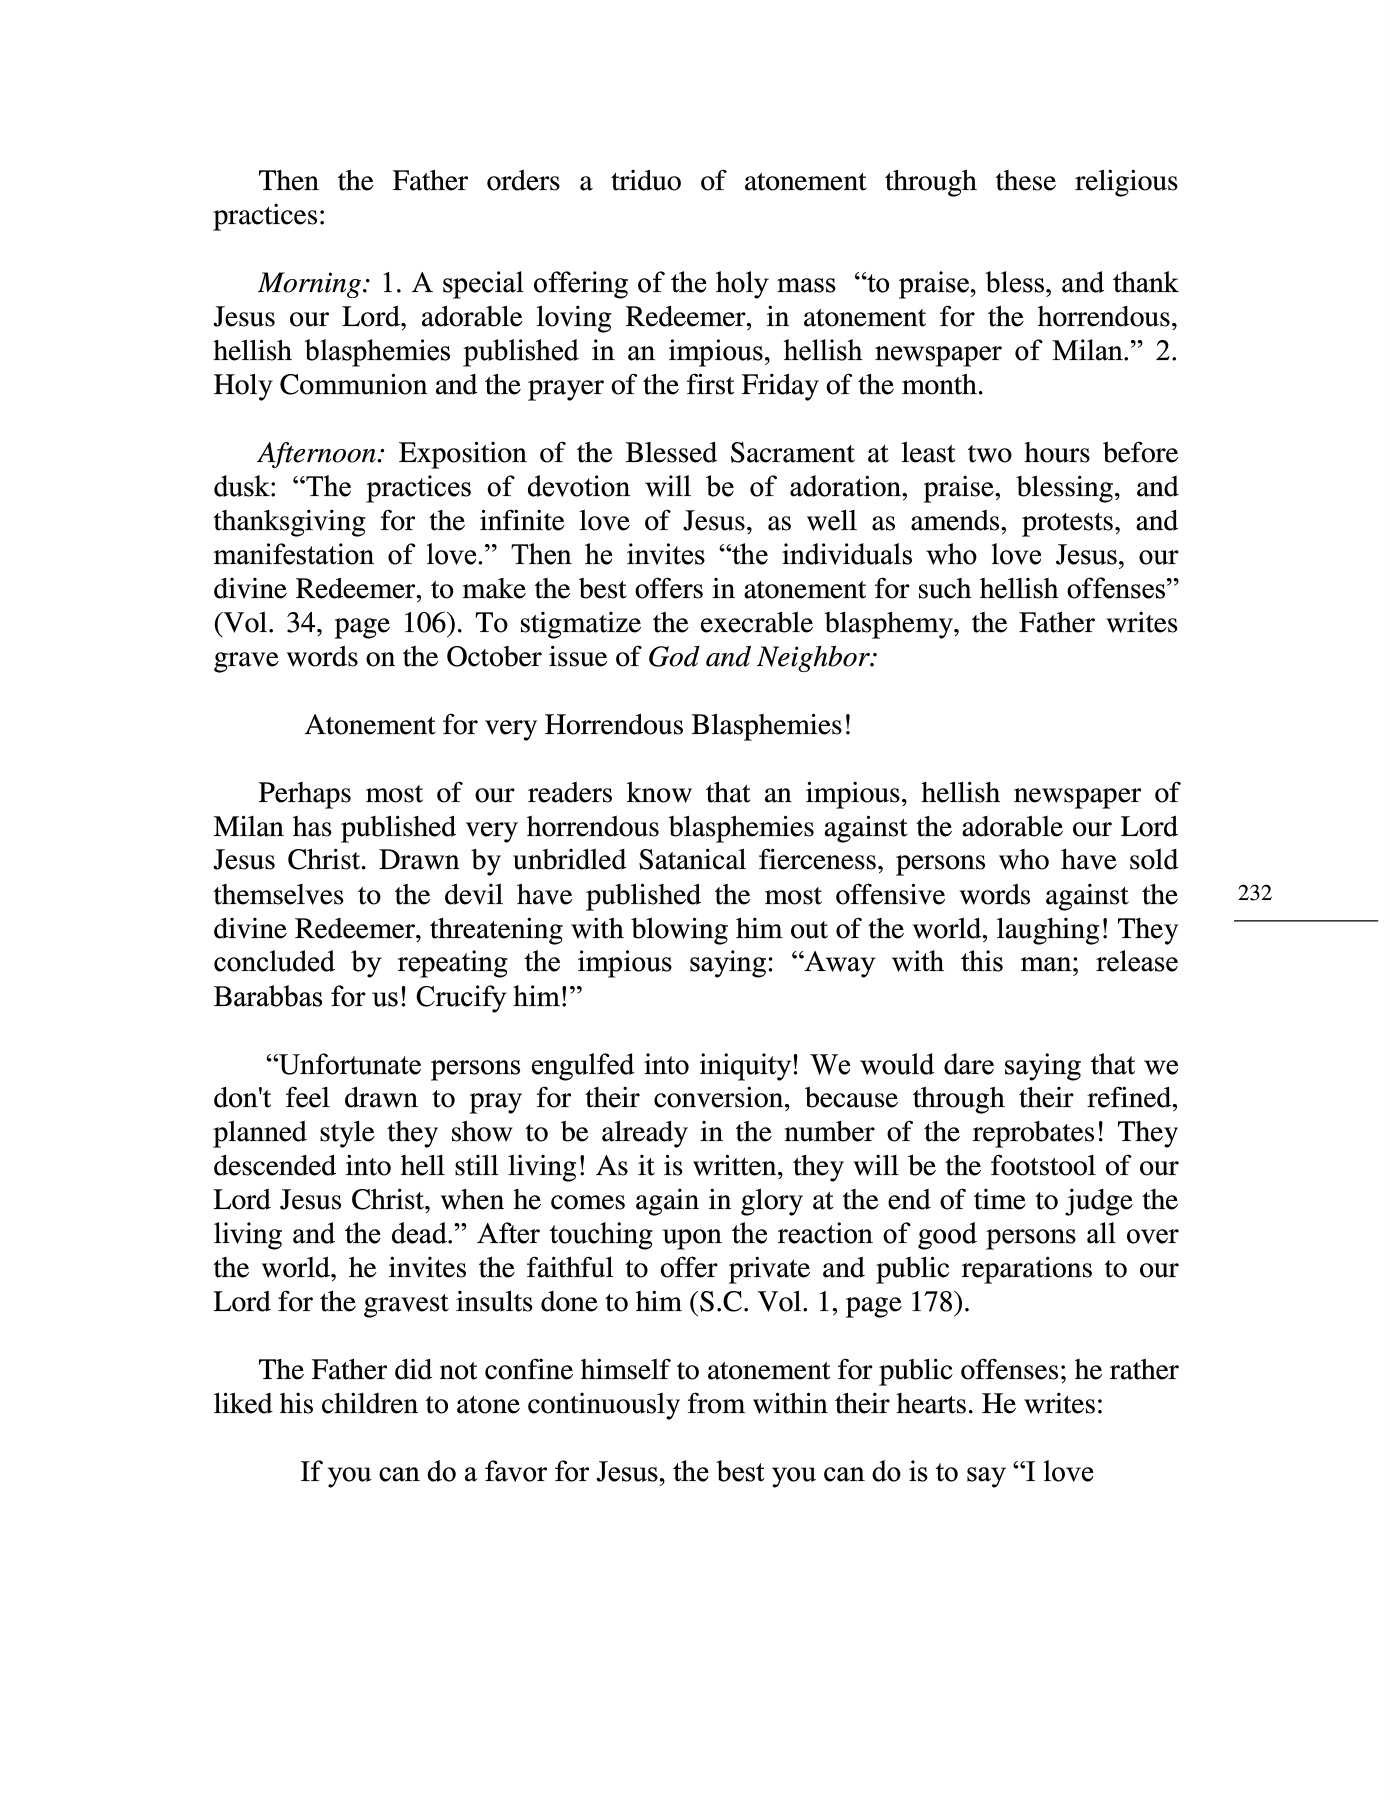 Then the Father orders a triduo of atonement through these religious
practices:
Morning: 1. A special offering of the holy mass “to praise, bless, and thank
Jesus our Lord, adorable loving Redeemer, in atonement for the horrendous,
hellish blasphemies published in an impious, hellish newspaper of Milan.” 2.
Holy Communion and the prayer of the first Friday of the month.
Afternoon: Exposition of the Blessed Sacrament at least two hours before
dusk: “The practices of devotion will be of adoration, praise, blessing, and
thanksgiving for the infinite love of Jesus, as well as amends, protests, and
manifestation of love.” Then he invites “the individuals who love Jesus, our
divine Redeemer, to make the best offers in atonement for such hellish offenses”
(Vol. 34, page 106). To stigmatize the execrable blasphemy, the Father writes
grave words on the October issue of God and Neighbor:
Atonement for very Horrendous Blasphemies!
Perhaps most of our readers know that an impious, hellish newspaper of
Milan has published very horrendous blasphemies against the adorable our Lord
Jesus Christ. Drawn by unbridled Satanical fierceness, persons who have sold
themselves to the devil have published the most offensive words against the
divine Redeemer, threatening with blowing him out of the world, laughing! They
concluded by repeating the impious saying: “Away with this man; release
Barabbas for us! Crucify him!”
“Unfortunate persons engulfed into iniquity! We would dare saying that we
don't feel drawn to pray for their conversion, because through their refined,
planned style they show to be already in the number of the reprobates! They
descended into hell still living! As it is written, they will be the footstool of our
Lord Jesus Christ, when he comes again in glory at the end of time to judge the
living and the dead.” After touching upon the reaction of good persons all over
the world, he invites the faithful to offer private and public reparations to our
Lord for the gravest insults done to him (S.C. Vol. 1, page 178).
The Father did not confine himself to atonement for public offenses; he rather
liked his children to atone continuously from within their hearts. He writes:
If you can do a favor for Jesus, the best you can do is to say “I love
232